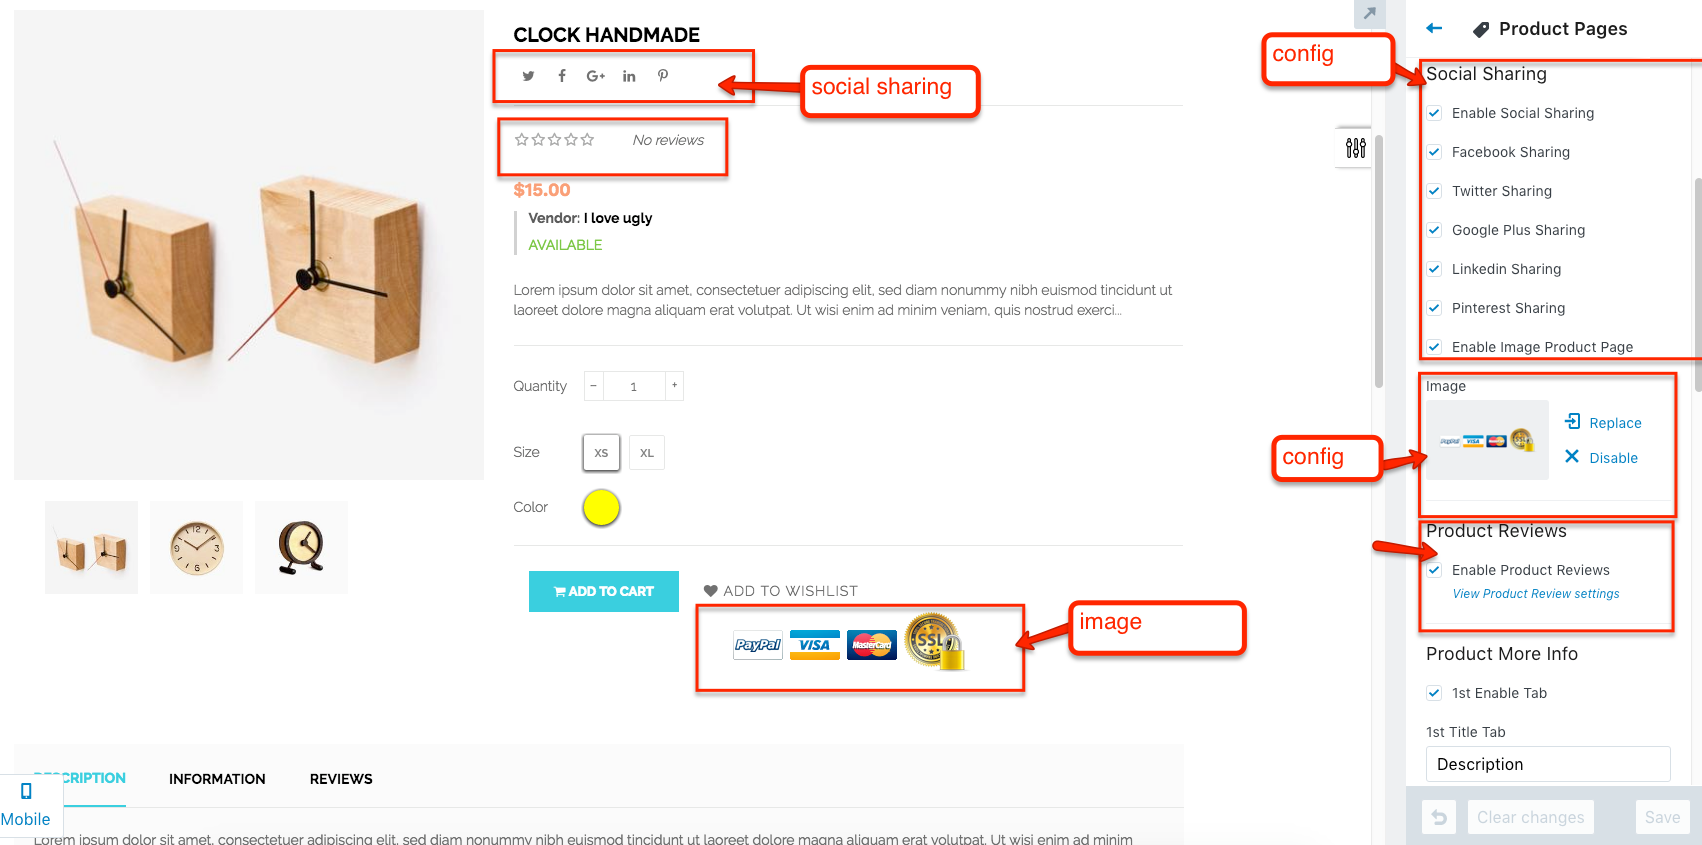 CLOCK HANDMADE
social sharing
No reviews
$15.00
Vendor: I love ugly
AVAILABLE
Lorem ipsum dolor sit amet, consectetuer adipiscing elit, sed diam nonummy nibh euismod tincidunt ut
laoreet dolore magna aliquam erat volutpat. Ut wisi enim ad minim veniam, quis nostrud exerci...
Quantity − 1 +
Size XS XL
Color
ADD TO CART ADD TO WISHLIST
PayPal VISA MasterCard SSL
image
DESCRIPTION INFORMATION REVIEWS
Mobile
Lorem ipsum dolor sit amet, consectetuer adipiscing elit, sed diam nonummy nibh euismod tincidunt ut laoreet dolore magna aliquam erat volutpat. Ut wisi enim ad minim
Product Pages
config
Social Sharing
Enable Social Sharing
Facebook Sharing
Twitter Sharing
Google Plus Sharing
Linkedin Sharing
Pinterest Sharing
Enable Image Product Page
Image
PayPal VISA MasterCard
Replace
Disable
config
Product Reviews
Enable Product Reviews
View Product Review settings
Product More Info
1st Enable Tab
1st Title Tab
Description
Clear changes Save